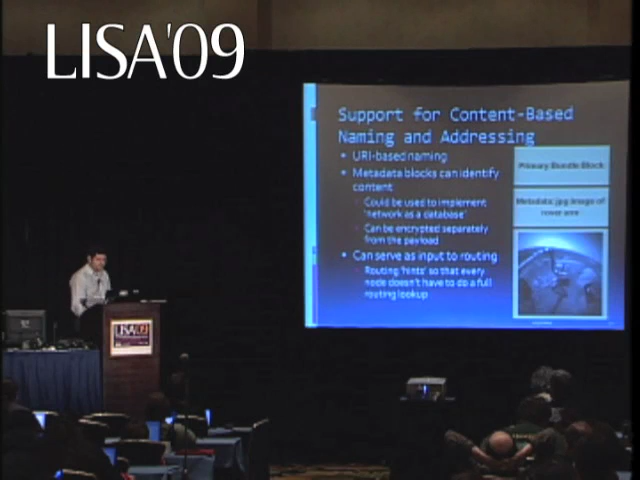 LISA'09
Support for Content-Based
Naming and Addressing
URI-based naming
Metadata blocks can identify
content
Could be used to implement
'network as a database'
Can be encrypted separately
from the payload
Can serve as input to routing
Routing 'hints' so that every
node doesn't have to do a full
routing lookup
Primary Bundle Block
Metadata: jpg image of
rover arm
LISA'09